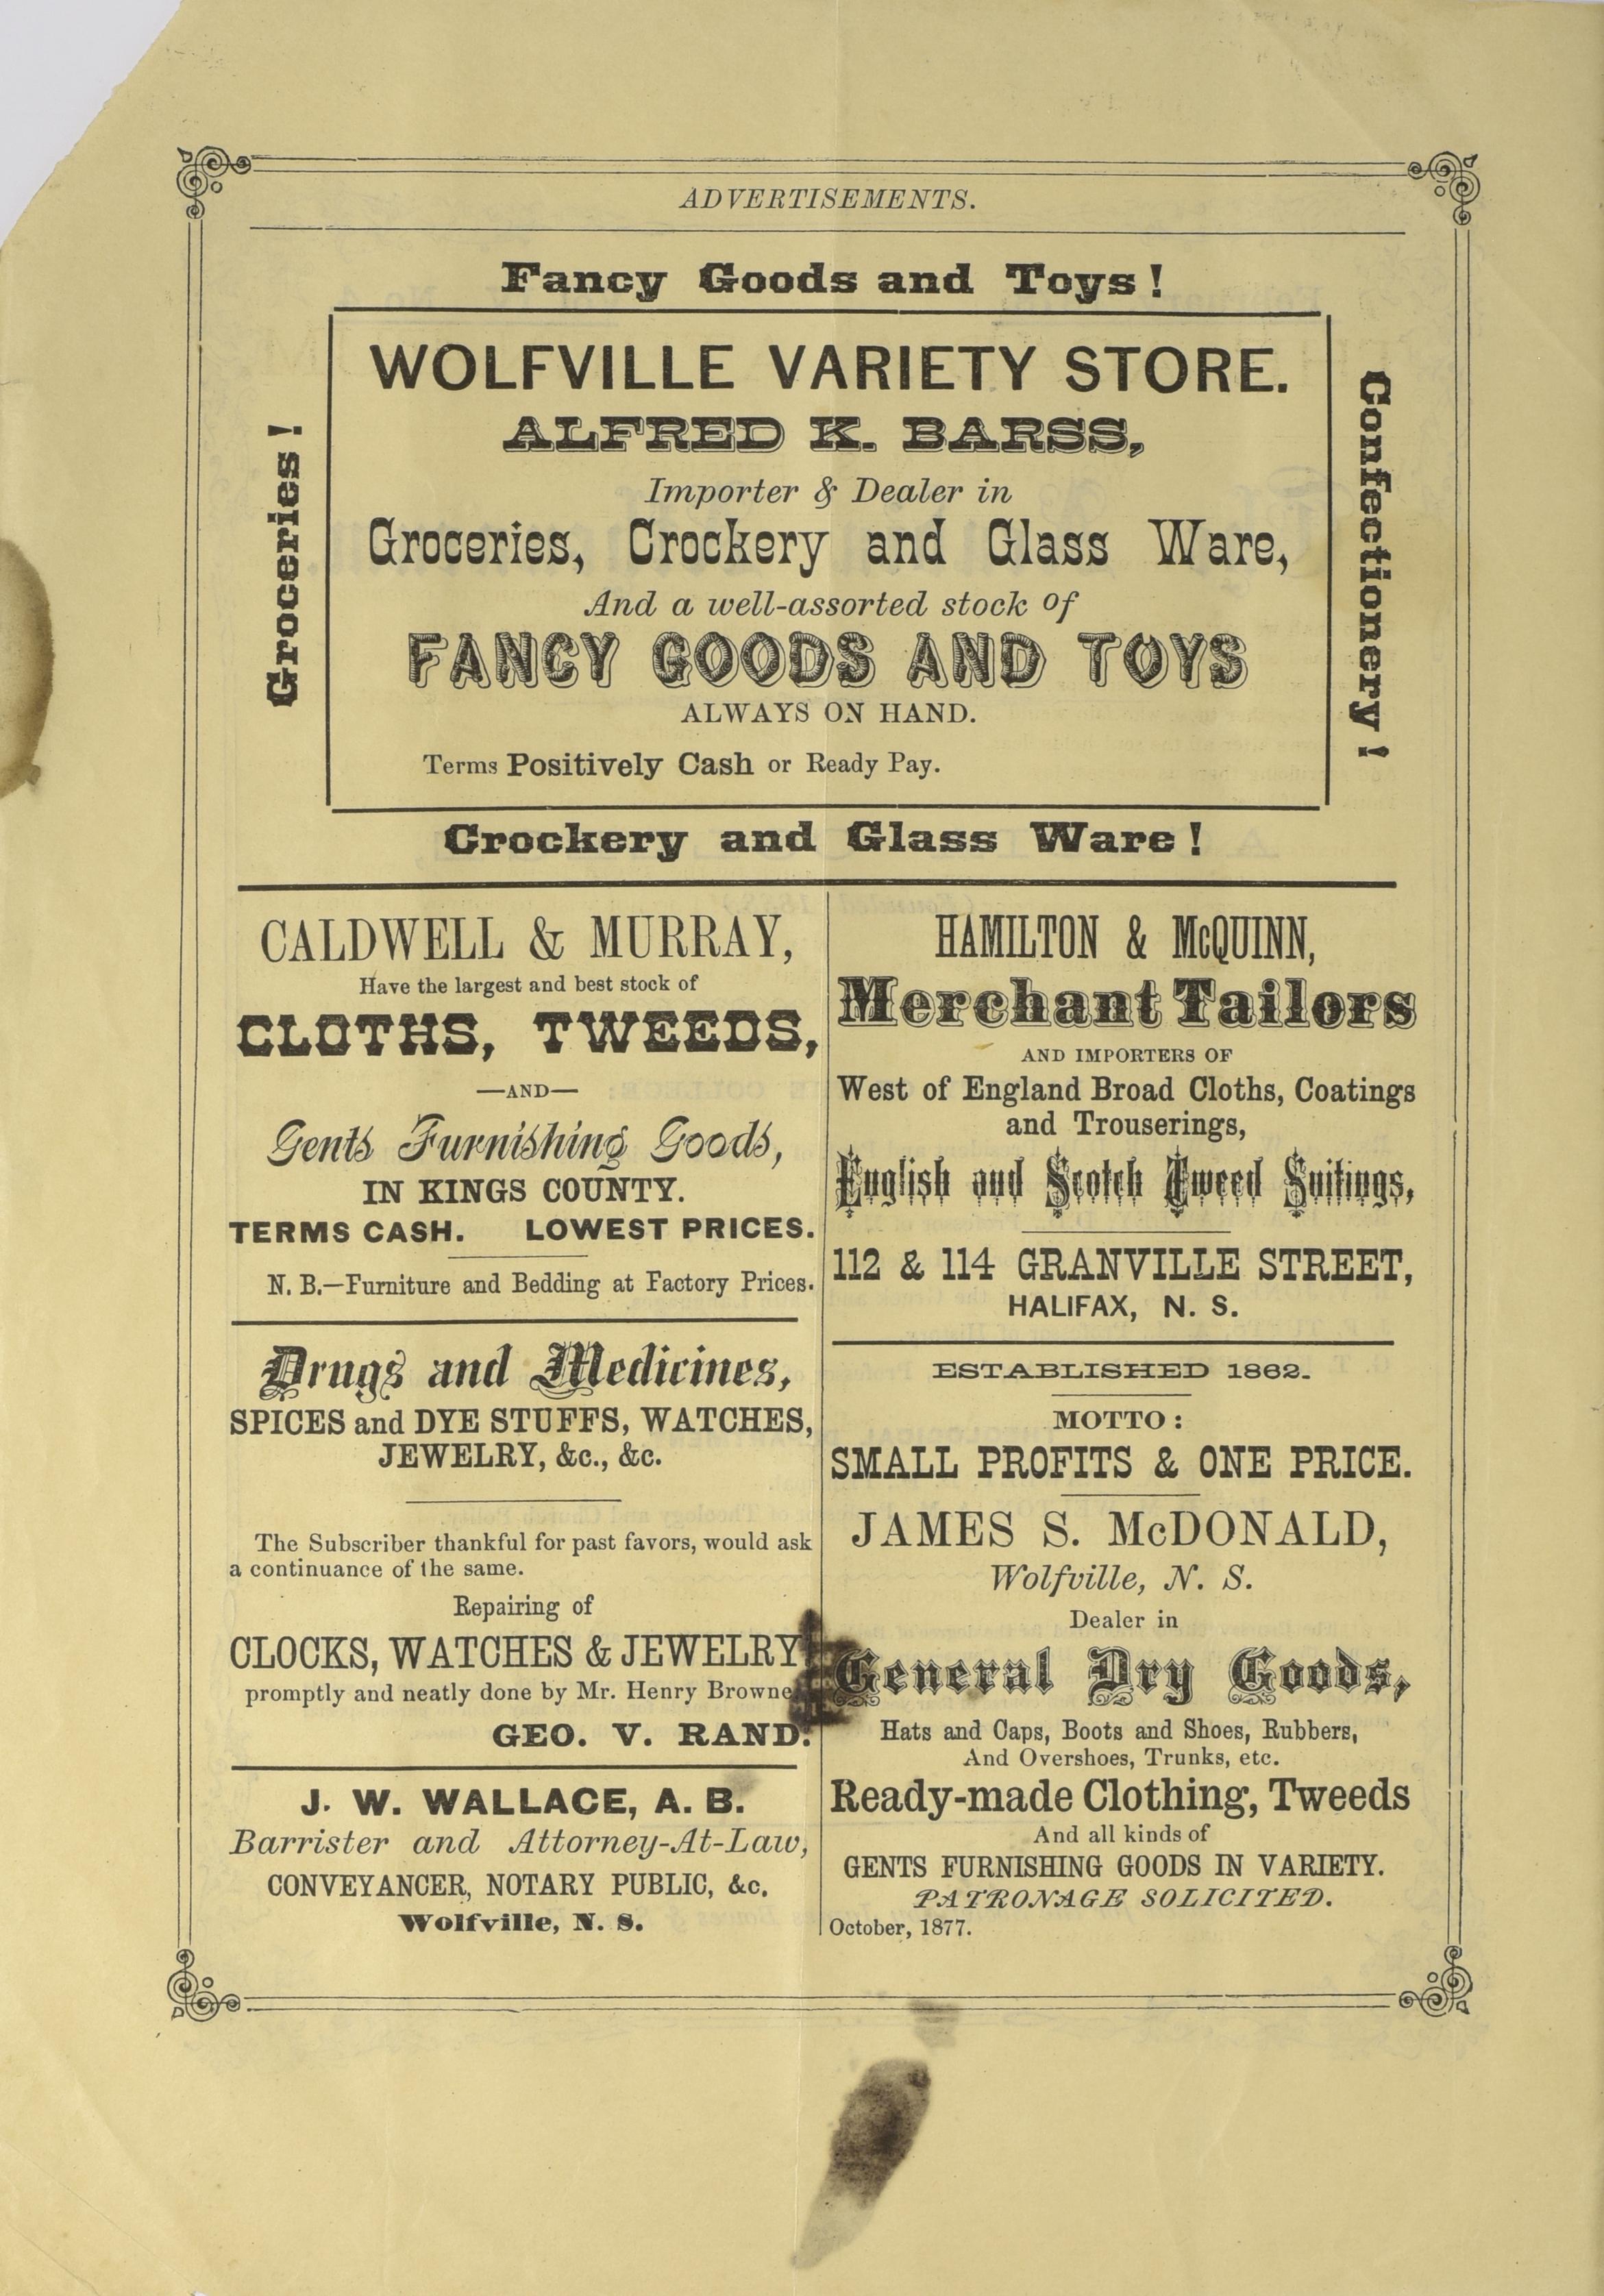 ADVERTISEMENTS.
Fancy Goods and Toys!
Groceries!
WOLFVILLE VARIETY STORE.
ALFRED K. BARSS,
Importer & Dealer in
Groceries, Crockery and Glass Ware,
And a well-assorted stock of
FANCY GOODS AND TOYS
ALWAYS ON HAND.
Terms Positively Cash or Ready Pay.
Confectionery!
Crockery and Glass Ware!
CALDWELL & MURRAY,
Have the largest and best stock of
CLOTHS, TWEEDS,
—AND—
Gents Furnishing Goods,
IN KINGS COUNTY.
TERMS CASH. LOWEST PRICES.
N. B.—Furniture and Bedding at Factory Prices.
Drugs and Medicines,
SPICES and DYE STUFFS, WATCHES,
JEWELRY, &c., &c.
The Subscriber thankful for past favors, would ask
a continuance of the same.
Repairing of
CLOCKS, WATCHES & JEWELRY
promptly and neatly done by Mr. Henry Browne
GEO. V. RAND.
J. W. WALLACE, A. B.
Barrister and Attorney-At-Law,
CONVEYANCER, NOTARY PUBLIC, &c.
Wolfville, N. S.
HAMILTON & McQUINN,
Merchant Tailors
AND IMPORTERS OF
West of England Broad Cloths, Coatings
and Trouserings,
English and Scotch Tweed Suitings,
112 & 114 GRANVILLE STREET,
HALIFAX, N. S.
ESTABLISHED 1862.
MOTTO:
SMALL PROFITS & ONE PRICE.
JAMES S. McDONALD,
Wolfville, N. S.
Dealer in
General Dry Goods,
Hats and Caps, Boots and Shoes, Rubbers,
And Overshoes, Trunks, etc.
Ready-made Clothing, Tweeds
And all kinds of
GENTS FURNISHING GOODS IN VARIETY.
PATRONAGE SOLICITED.
October, 1877.